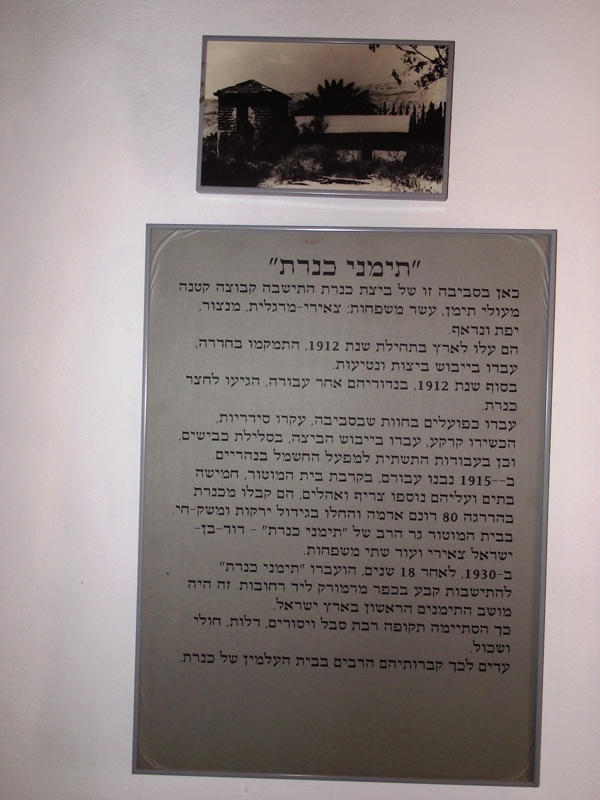 "תימני כנרת"
כאן בסביבה זו של ביצת כנרת התישבה קבוצה קטנה
מעולי תימן, עשר משפחות: צאירי-מרגלית, מנצור,
יפת ונדאף.
הם עלו לארץ בתחילת שנת 1912, התמקמו בחדרה,
עבדו בייבוש ביצות ונטיעות.
בסוף שנת 1912, בנדודיהם אחר עבודה, הגיעו לחצר
כנרת.
עבדו כפועלים בחוות שבסביבה, עקרו סידריות,
הכשירו קרקע, עבדו בייבוש הביצה, בסלילת כבישים,
וכן בעבודות התשתית למפעל החשמל בנהריים.
ב--1915 נבנו עבורם, בקרבת בית המוטור, חמישה
בתים ועליהם נוספו צריף ואהלים, הם קבלו מכנרת
בהדרגה 80 דונם אדמה והחלו בגידול ירקות ומשק-חי.
בבית המוטור גר הרב של "תימני כנרת" - דוד-בן-
ישראל צאירי ועוד שתי משפחות.
ב-1930, לאחר 18 שנים, הועברו "תימני כנרת"
להתישבות קבע בכפר מרמורק ליד רחובות. זה היה
מושב התימנים הראשון בארץ ישראל.
כך הסתיימה תקופה רבת סבל ויסורים, דלות, חולי
ושכול.
עדים לכך קברותיהם הרבים בבית העלמין של כנרת.